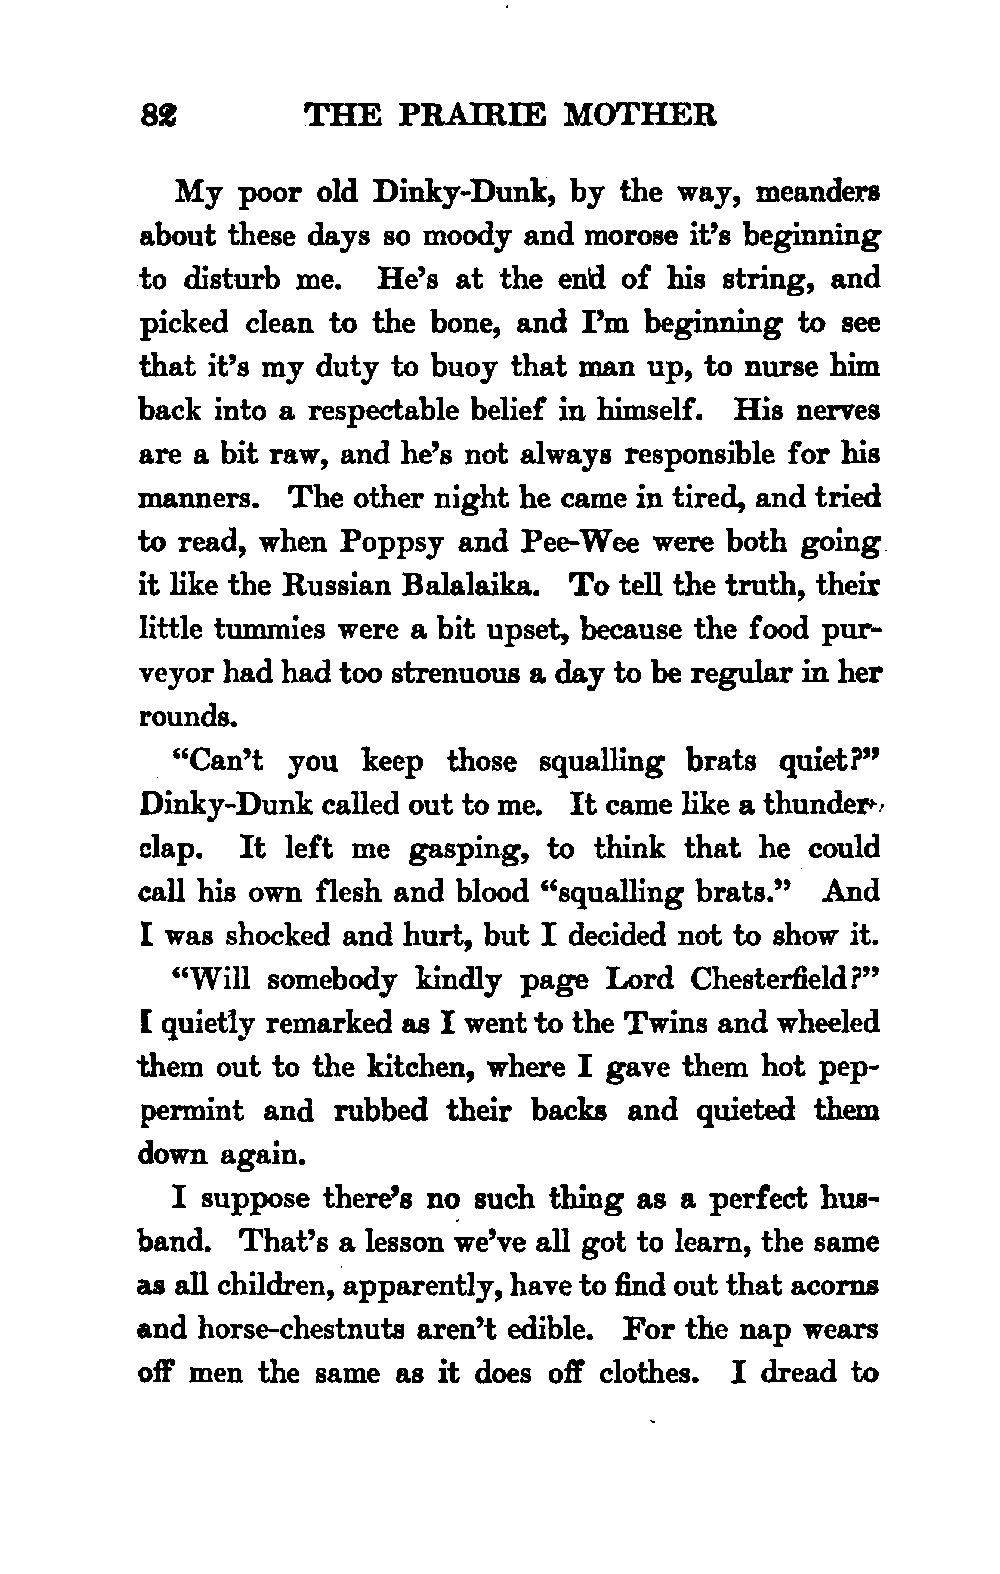 82 THE PRAIRIE MOTHER
My poor old Dinky-Dunk, by the way, meanders
about these days so moody and morose it's beginning
to disturb me. He's at the end of his string, and
picked clean to the bone, and I'm beginning to see
that it's my duty to buoy that man up, to nurse him
back into a respectable belief in himself. His nerves
are a bit raw, and he's not always responsible for his
manners. The other night he came in tired, and tried
to read, when Poppsy and Pee-Wee were both going
it like the Russian Balalaika. To tell the truth, their
little tummies were a bit upset, because the food pur-
veyor had had too strenuous a day to be regular in her
rounds.
"Can't you keep those squalling brats quiet?"
Dinky-Dunk called out to me. It came like a thunder-
clap. It left me gasping, to think that he could
call his own flesh and blood "squalling brats." And
I was shocked and hurt, but I decided not to show it.
"Will somebody kindly page Lord Chesterfield?"
I quietly remarked as I went to the Twins and wheeled
them out to the kitchen, where I gave them hot pep-
permint and rubbed their backs and quieted them
down again.
I suppose there's no such thing as a perfect hus-
band. That's a lesson we've all got to learn, the same
as all children, apparently, have to find out that acorns
and horse-chestnuts aren't edible. For the nap wears
off men the same as it does off clothes. I dread to